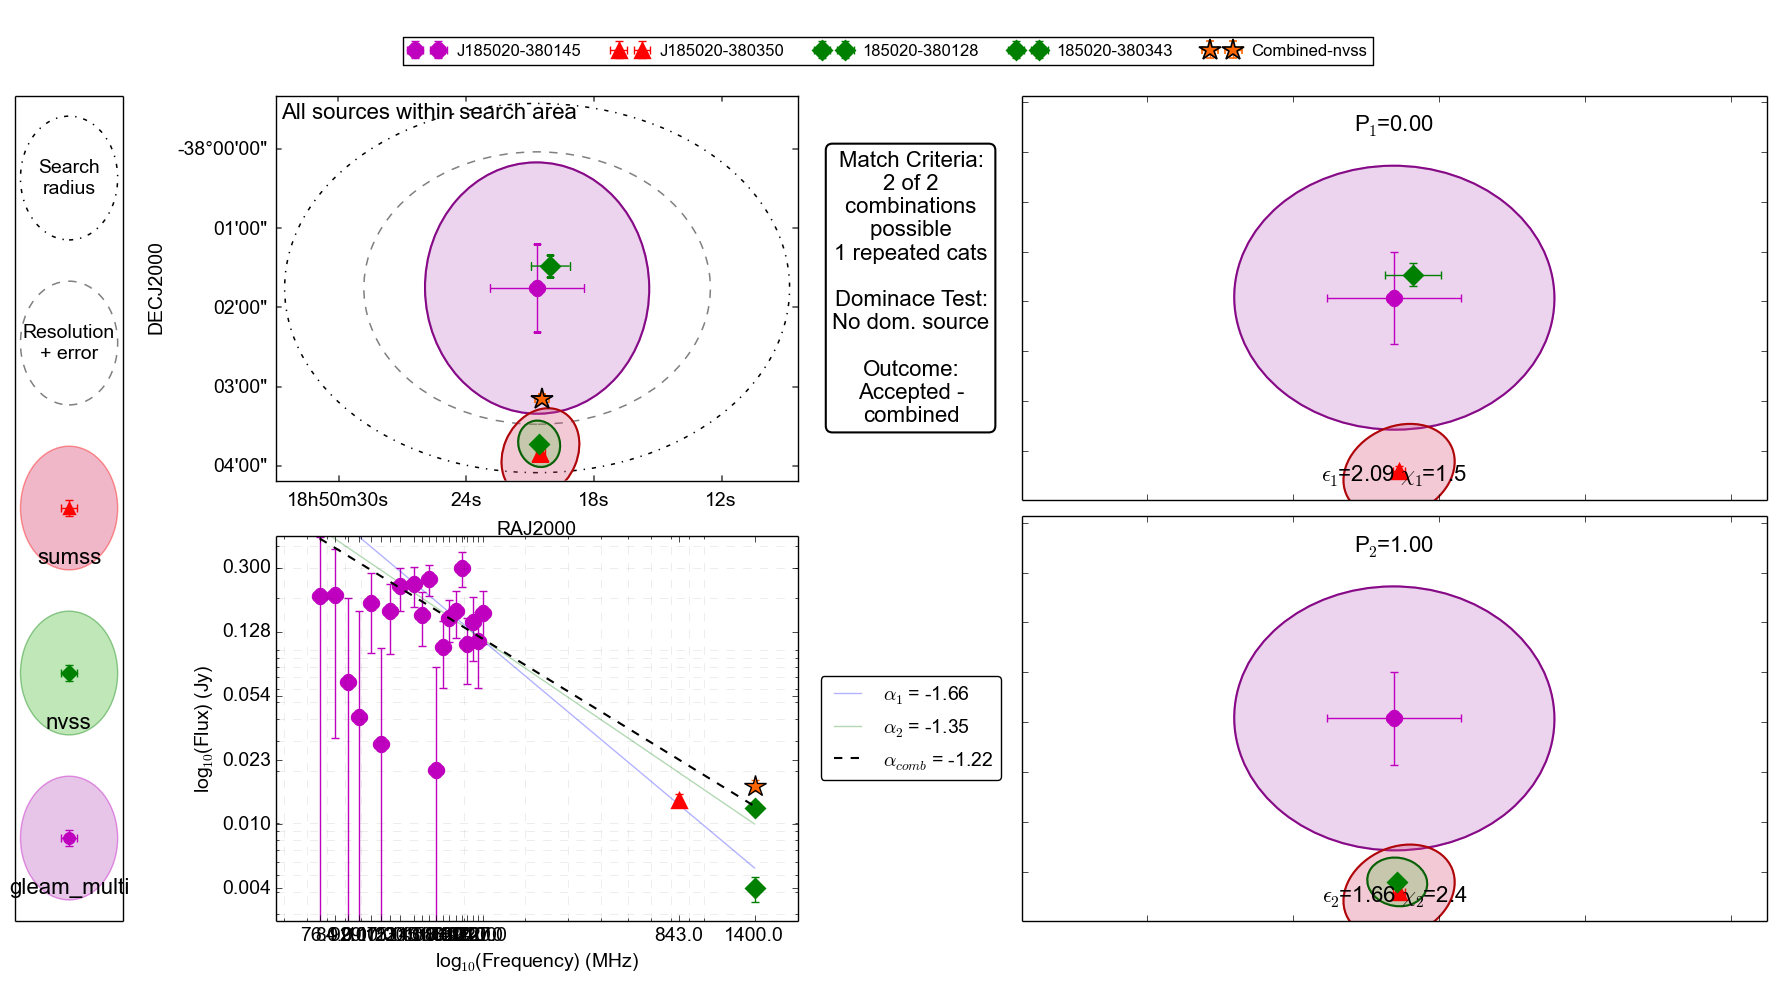 J185020-380145 J185020-380350 185020-380128 185020-380343 Combined-nvss
Search
radius
Resolution
+ error
sumss
nvss
gleam_multi
All sources within search area
DECJ2000
-38°00'00"
01'00"
02'00"
03'00"
04'00"
18h50m30s 24s 18s 12s
RAJ2000
Match Criteria:
2 of 2
combinations
possible
1 repeated cats
Dominace Test:
No dom. source
Outcome:
Accepted -
combined
P1=0.00
ϵ1=2.09 χ1=1.5
P2=1.00
ϵ2=1.66 χ2=2.4
log10(Flux) (Jy)
0.300
0.128
0.054
0.023
0.010
0.004
843.0 1400.0
log10(Frequency) (MHz)
α1 = -1.66
α2 = -1.35
αcomb = -1.22